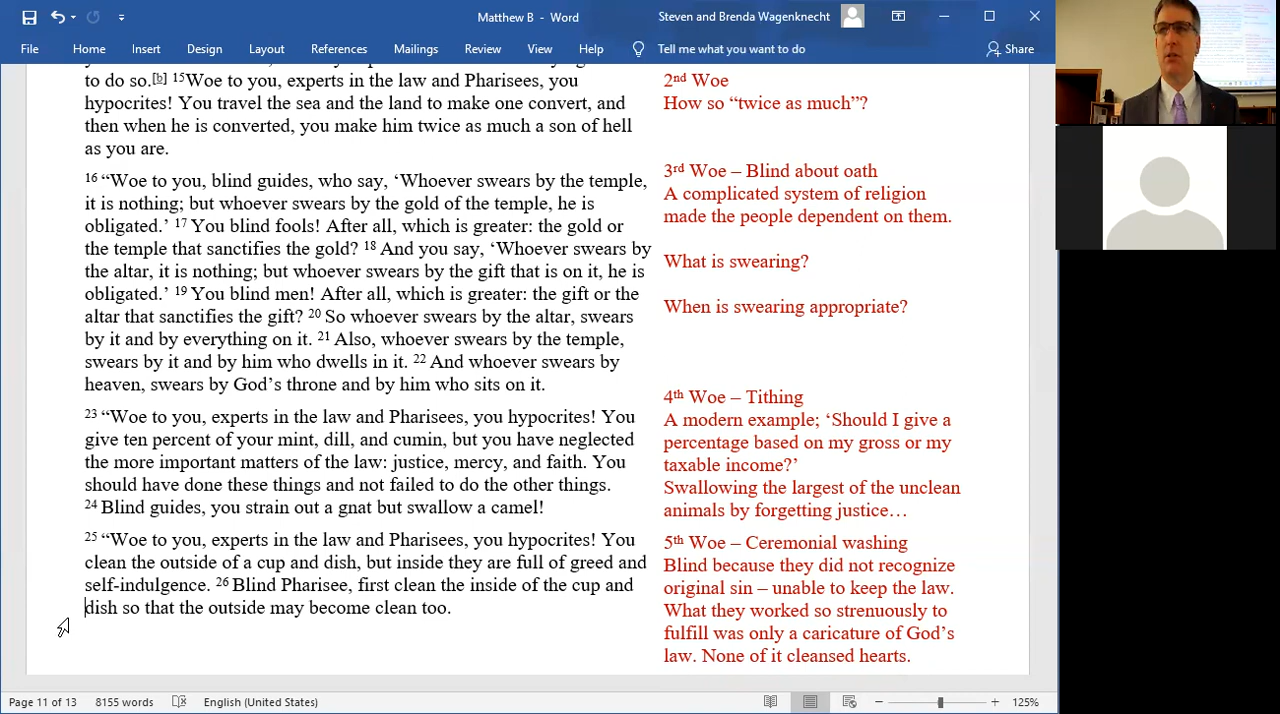 Matthew B - Word
Steven and Brenda Wagenknecht
File Home Insert Design Layout References Mailings Review View Help Tell me what you want to do Share
to do so.[b] 15Woe to you, experts in the law and Pharisees, you
hypocrites! You travel the sea and the land to make one convert, and
then when he is converted, you make him twice as much a son of hell
as you are.
16 “Woe to you, blind guides, who say, ‘Whoever swears by the temple,
it is nothing; but whoever swears by the gold of the temple, he is
obligated.’ 17 You blind fools! After all, which is greater: the gold or
the temple that sanctifies the gold? 18 And you say, ‘Whoever swears by
the altar, it is nothing; but whoever swears by the gift that is on it, he is
obligated.’ 19 You blind men! After all, which is greater: the gift or the
altar that sanctifies the gift? 20 So whoever swears by the altar, swears
by it and by everything on it. 21 Also, whoever swears by the temple,
swears by it and by him who dwells in it. 22 And whoever swears by
heaven, swears by God’s throne and by him who sits on it.
23 “Woe to you, experts in the law and Pharisees, you hypocrites! You
give ten percent of your mint, dill, and cumin, but you have neglected
the more important matters of the law: justice, mercy, and faith. You
should have done these things and not failed to do the other things.
24 Blind guides, you strain out a gnat but swallow a camel!
25 “Woe to you, experts in the law and Pharisees, you hypocrites! You
clean the outside of a cup and dish, but inside they are full of greed and
self-indulgence. 26 Blind Pharisee, first clean the inside of the cup and
dish so that the outside may become clean too.
2nd Woe
How so “twice as much”?
3rd Woe – Blind about oath
A complicated system of religion
made the people dependent on them.
What is swearing?
When is swearing appropriate?
4th Woe – Tithing
A modern example; ‘Should I give a
percentage based on my gross or my
taxable income?’
Swallowing the largest of the unclean
animals by forgetting justice…
5th Woe – Ceremonial washing
Blind because they did not recognize
original sin – unable to keep the law.
What they worked so strenuously to
fulfill was only a caricature of God’s
law. None of it cleansed hearts.
Page 11 of 13 8155 words English (United States) 125%